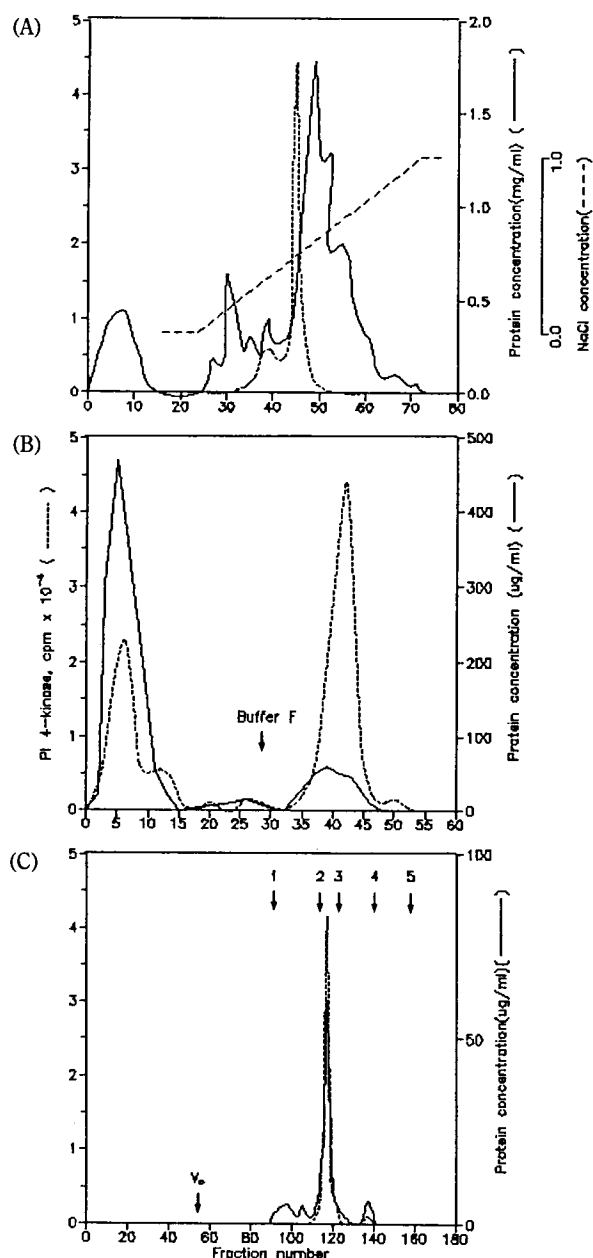 (A)
5
4
3
2
1
0
0 10 20 30 40 50 60 70 80
2.0
1.5
1.0
0.5
0.0
Protein concentration(mg/ml) ( —— )
1.0
0.0
NaCl concentration(----)
(B)
5
4
3
2
1
0
PI 4-kinase, cpm x 10⁻⁴ ( ------ )
Buffer F
0 5 10 15 20 25 30 35 40 45 50 55 60
500
400
300
200
100
0
Protein concentration (ug/ml) ( —— )
(C)
5
4
3
2
1
0
1 2 3 4 5
Vₒ
0 20 40 60 80 100 120 140 160 180
100
50
0
Protein concentration(ug/ml)( —— )
Fraction number